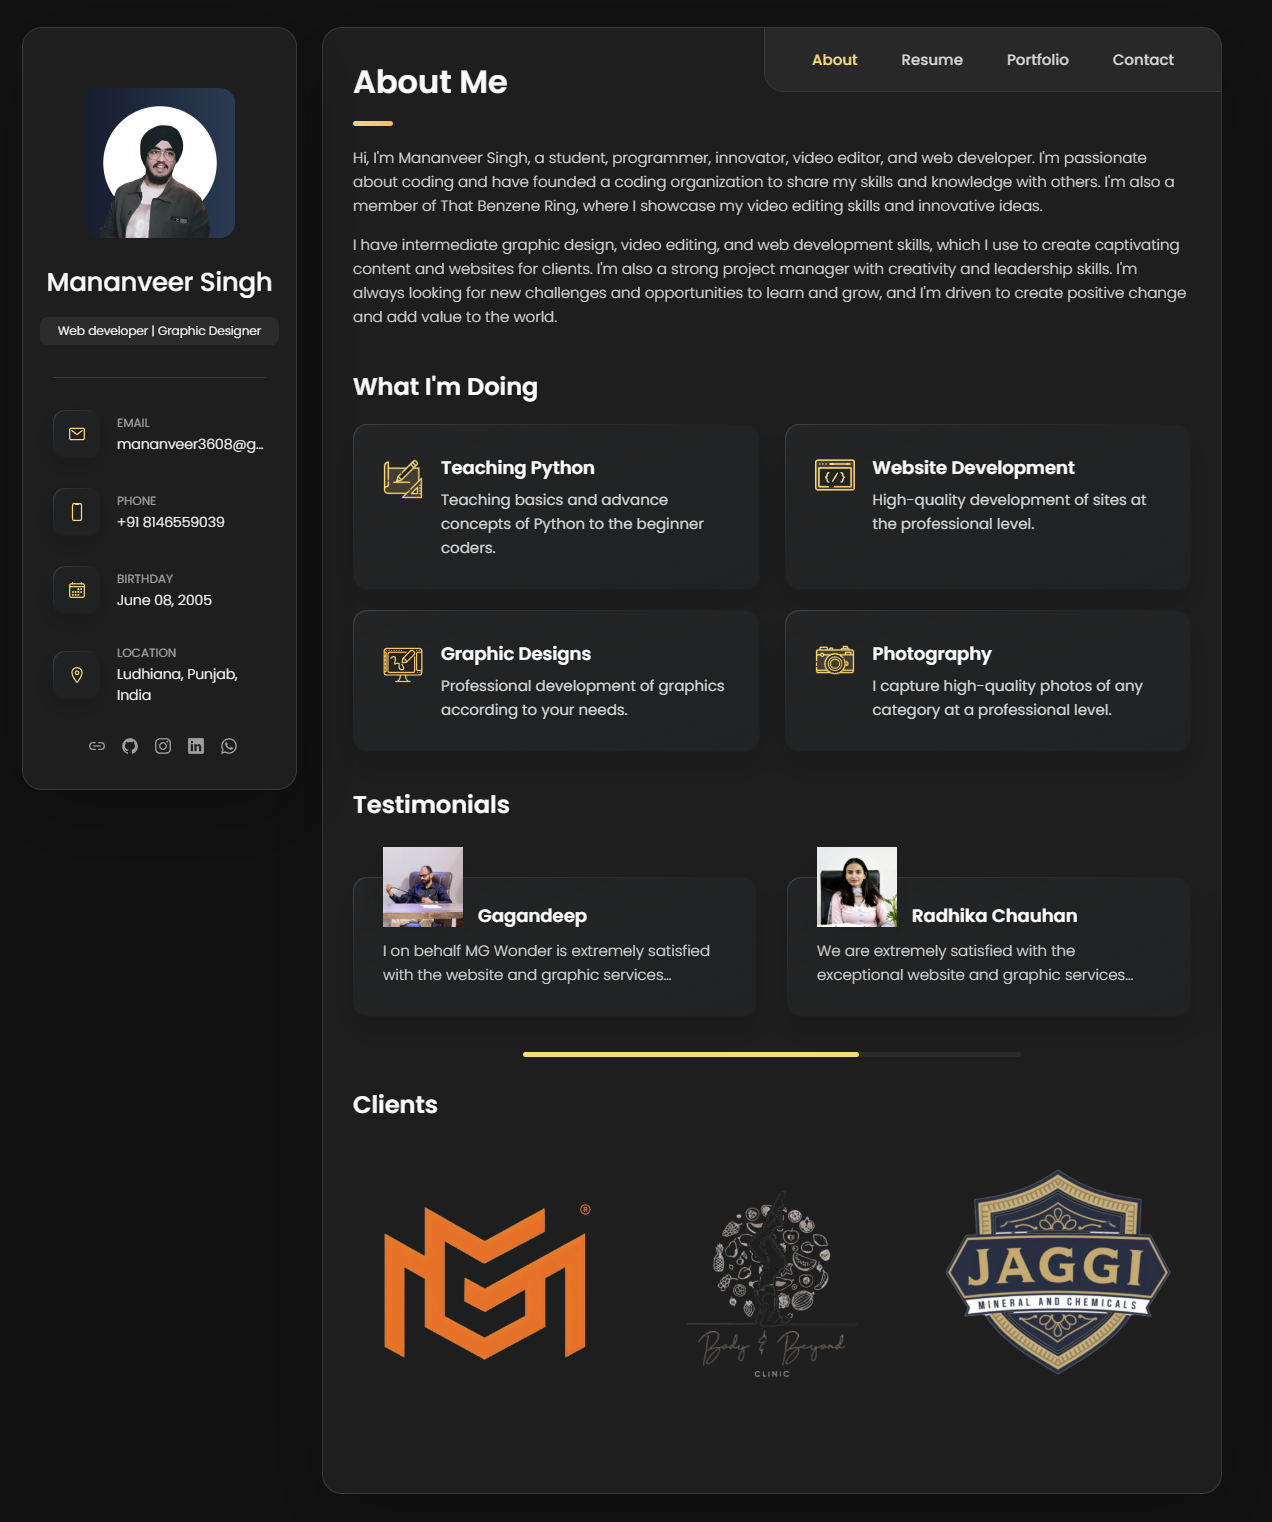 Mananveer Singh
Web developer | Graphic Designer
EMAIL
mananveer3608@g...
PHONE
+91 8146559039
BIRTHDAY
June 08, 2005
LOCATION
Ludhiana, Punjab,
India
About Resume Portfolio Contact
About Me
Hi, I'm Mananveer Singh, a student, programmer, innovator, video editor, and web developer. I'm passionate
about coding and have founded a coding organization to share my skills and knowledge with others. I'm also a
member of That Benzene Ring, where I showcase my video editing skills and innovative ideas.
I have intermediate graphic design, video editing, and web development skills, which I use to create captivating
content and websites for clients. I'm also a strong project manager with creativity and leadership skills. I'm
always looking for new challenges and opportunities to learn and grow, and I'm driven to create positive change
and add value to the world.
What I'm Doing
Teaching Python
Teaching basics and advance
concepts of Python to the beginner
coders.
Website Development
High-quality development of sites at
the professional level.
Graphic Designs
Professional development of graphics
according to your needs.
Photography
I capture high-quality photos of any
category at a professional level.
Testimonials
Gagandeep
I on behalf MG Wonder is extremely satisfied
with the website and graphic services...
Radhika Chauhan
We are extremely satisfied with the
exceptional website and graphic services...
Clients
®
Body & Beyond
CLINIC
JAGGI
MINERAL AND CHEMICALS